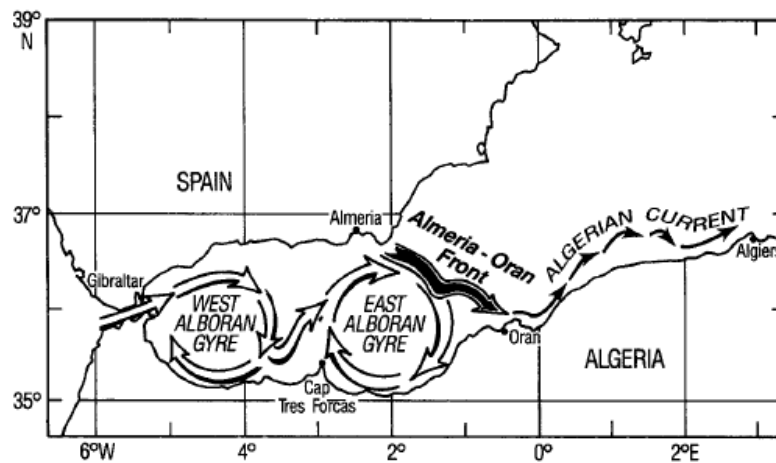 39°
N
SPAIN
37°
Almeria
Almeria - Oran
Front
ALGERIAN CURRENT
Algiers
Gibraltar
WEST
ALBORAN
GYRE
EAST
ALBORAN
GYRE
Oran
ALGERIA
35°
Cap
Tres Forcas
6°W
4°
2°
0°
2°E